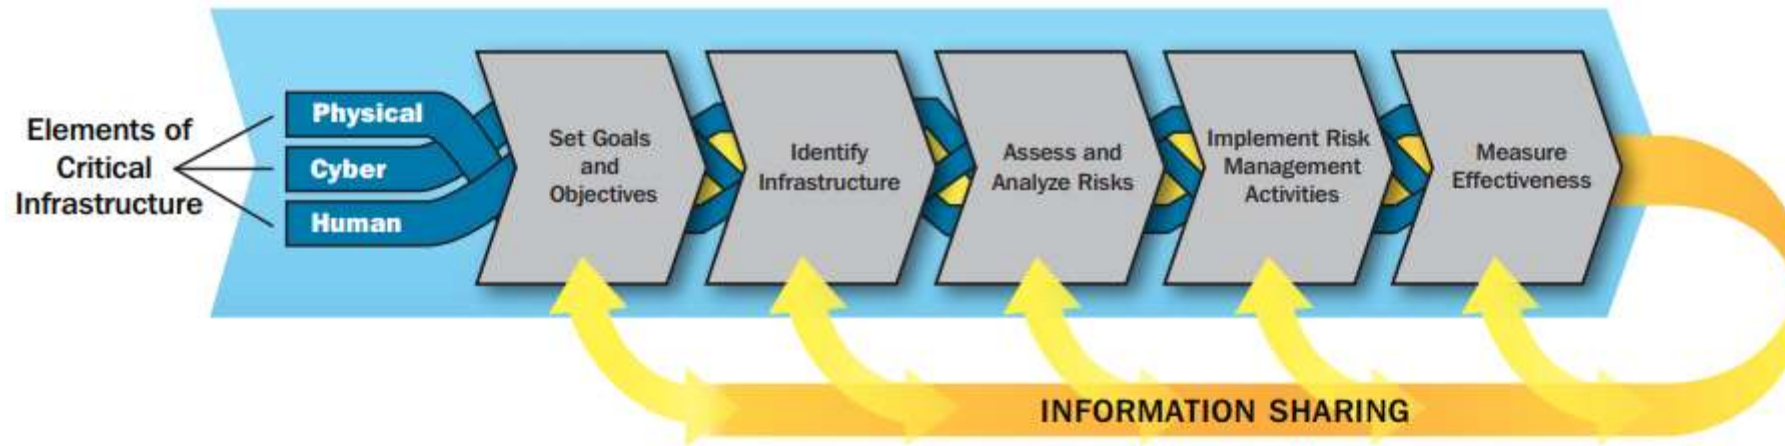 Elements of
Critical
Infrastructure
Physical
Cyber
Human
Set Goals
and
Objectives
Identify
Infrastructure
Assess and
Analyze Risks
Implement Risk
Management
Activities
Measure
Effectiveness
INFORMATION SHARING